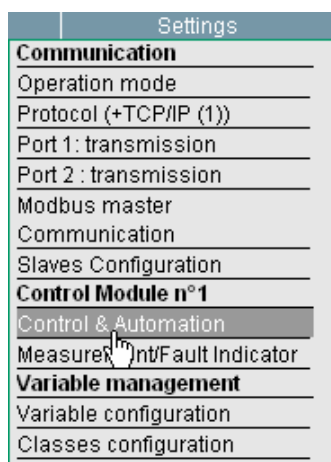 Settings
Communication
Operation mode
Protocol (+TCP/IP (1))
Port 1: transmission
Port 2 : transmission
Modbus master
Communication
Slaves Configuration
Control Module n°1
Control & Automation
Measurement/Fault Indicator
Variable management
Variable configuration
Classes configuration